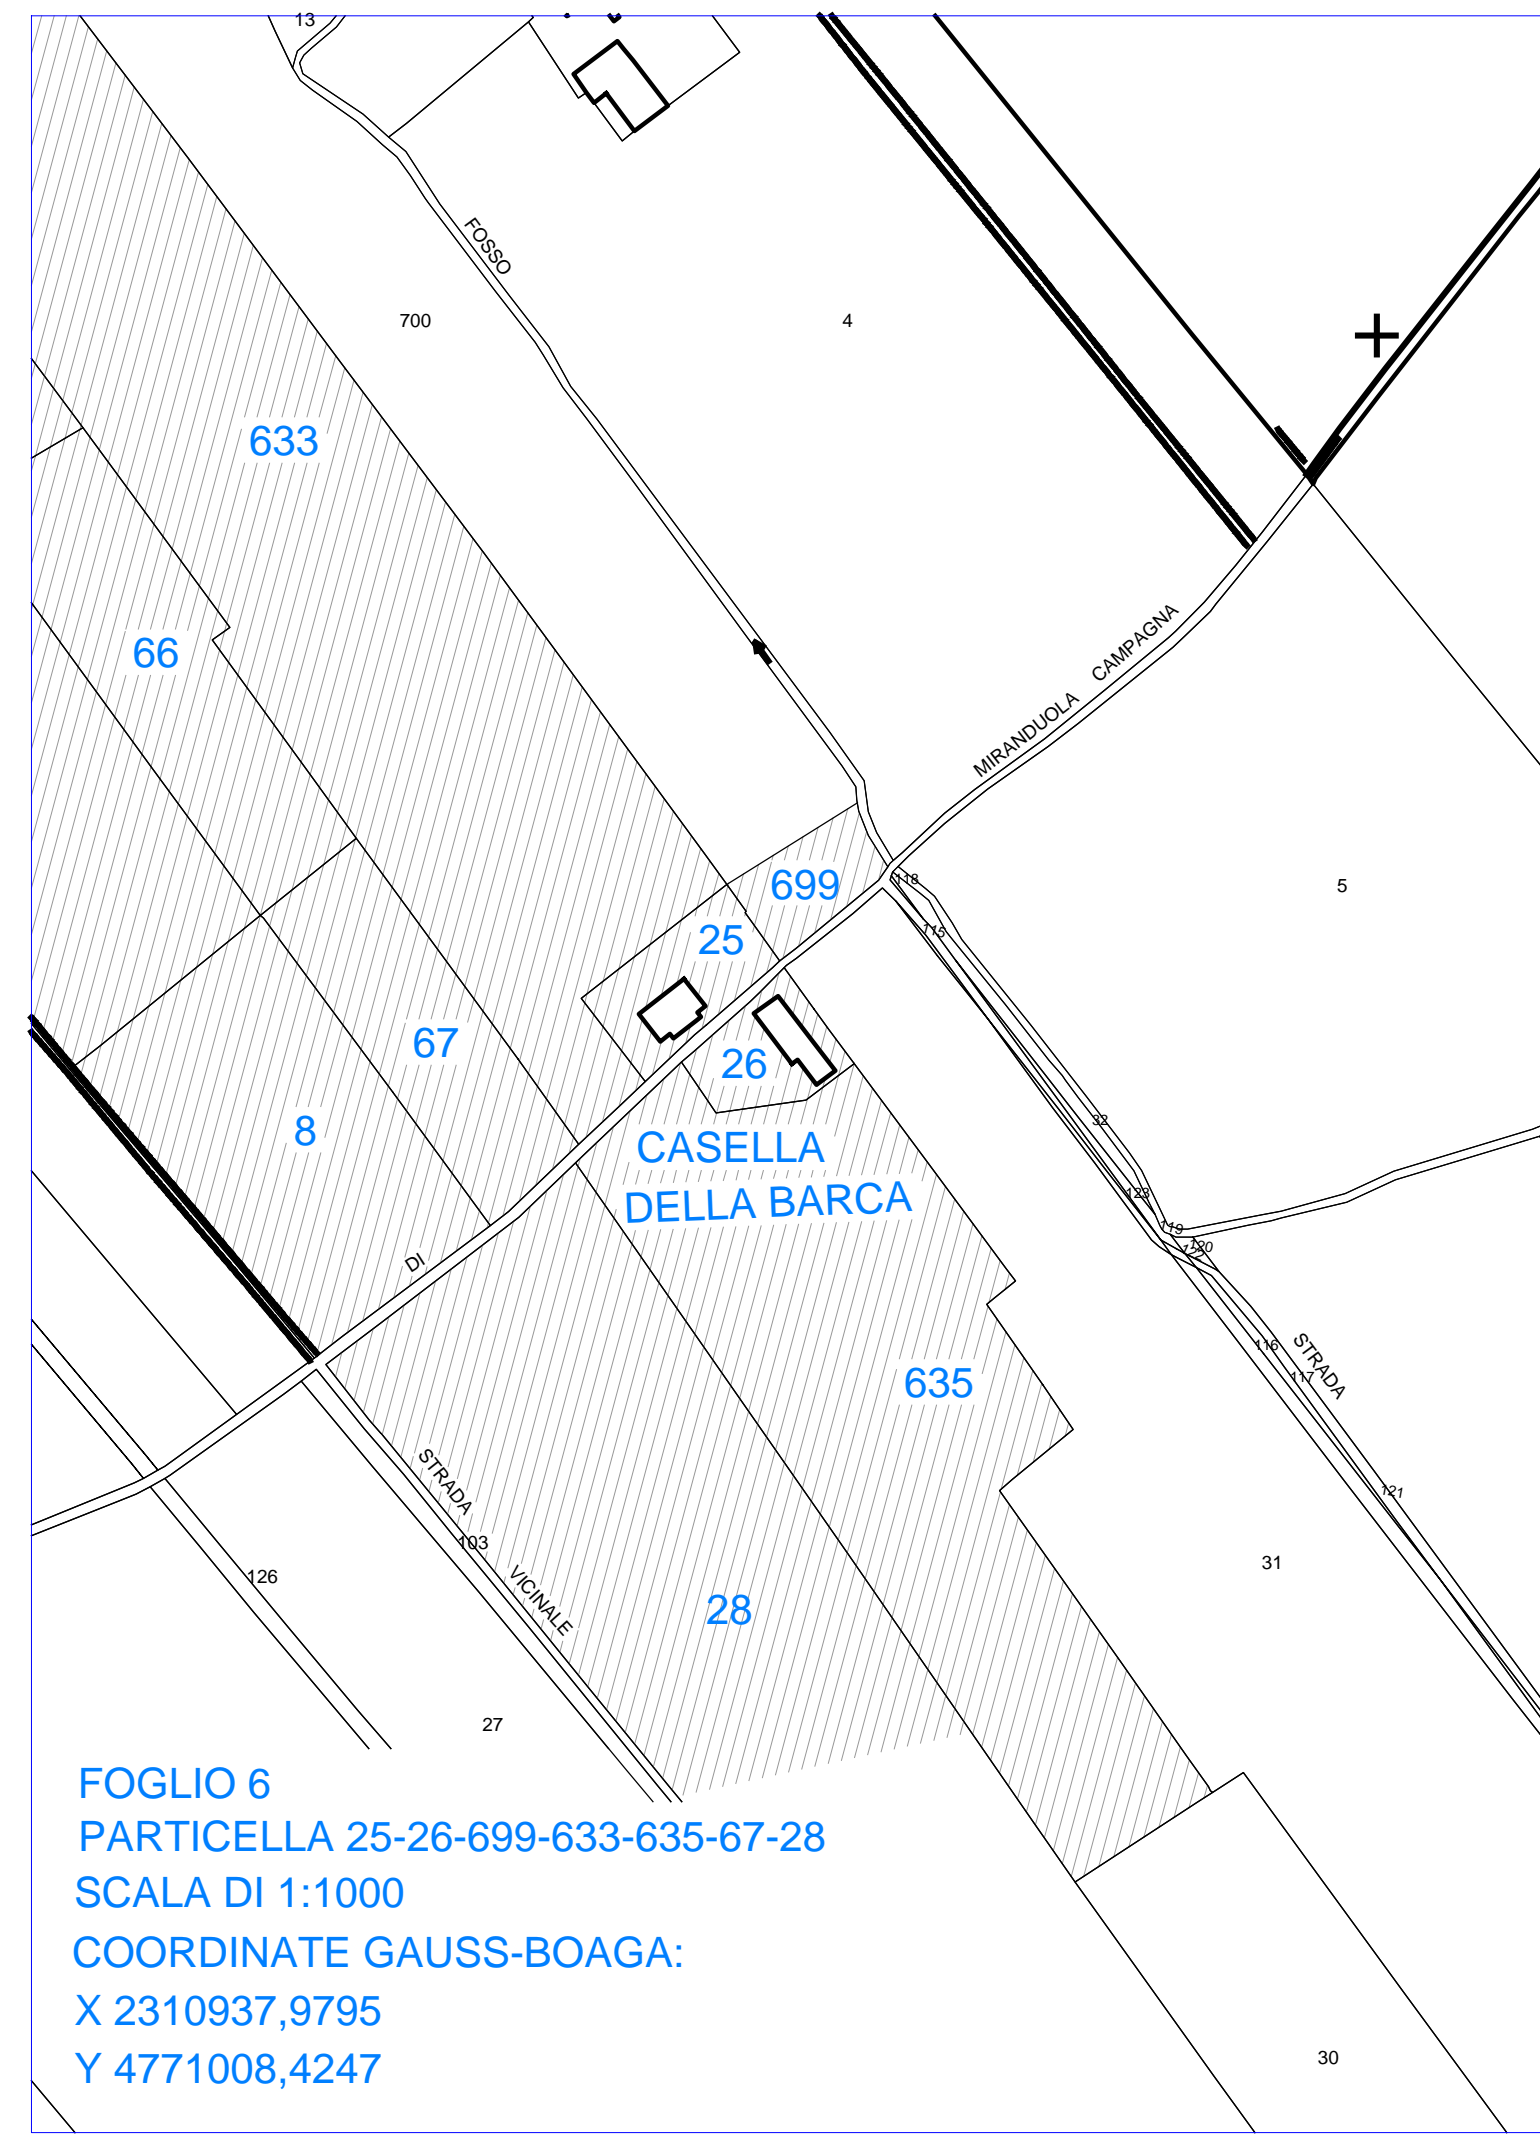 13
FOSSO
700
4
633
MIRANDUOLA CAMPAGNA
66
699
118
5
25
115
67
26
8
32
CASELLA
DELLA BARCA
123
119
120
122
DI
116
STRADA
117
635
STRADA
121
103
VICINALE
126
31
28
27
FOGLIO 6
PARTICELLA 25-26-699-633-635-67-28
SCALA DI 1:1000
COORDINATE GAUSS-BOAGA:
X 2310937,9795
Y 4771008,4247
30